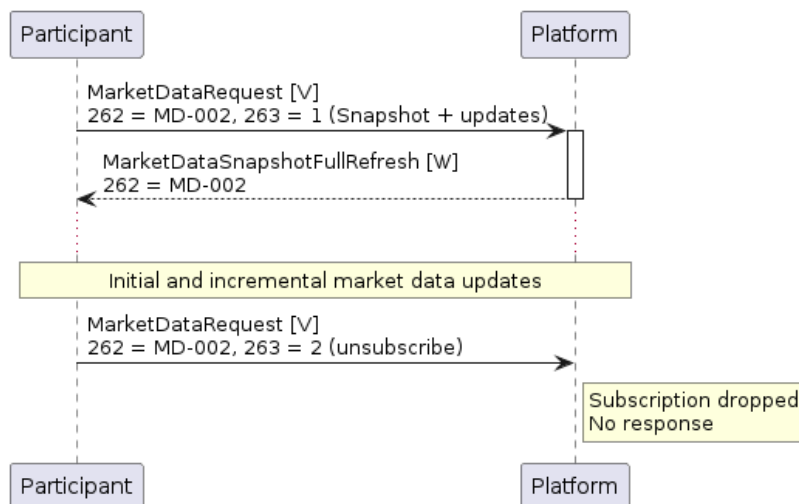 Participant
Platform
MarketDataRequest [V]
262 = MD-002, 263 = 1 (Snapshot + updates)
MarketDataSnapshotFullRefresh [W]
262 = MD-002
Initial and incremental market data updates
MarketDataRequest [V]
262 = MD-002, 263 = 2 (unsubscribe)
Subscription dropped
No response
Participant
Platform